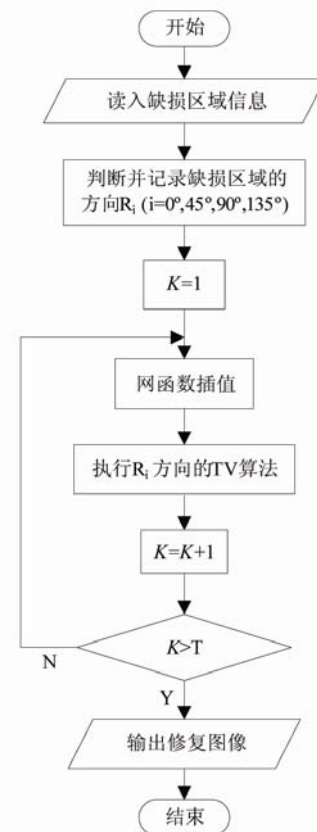 开始
读入缺损区域信息
判断并记录缺损区域的
方向Ri (i=0°,45°,90°,135°)
K=1
网函数插值
执行Ri 方向的TV算法
K=K+1
K>T
N
Y
输出修复图像
结束